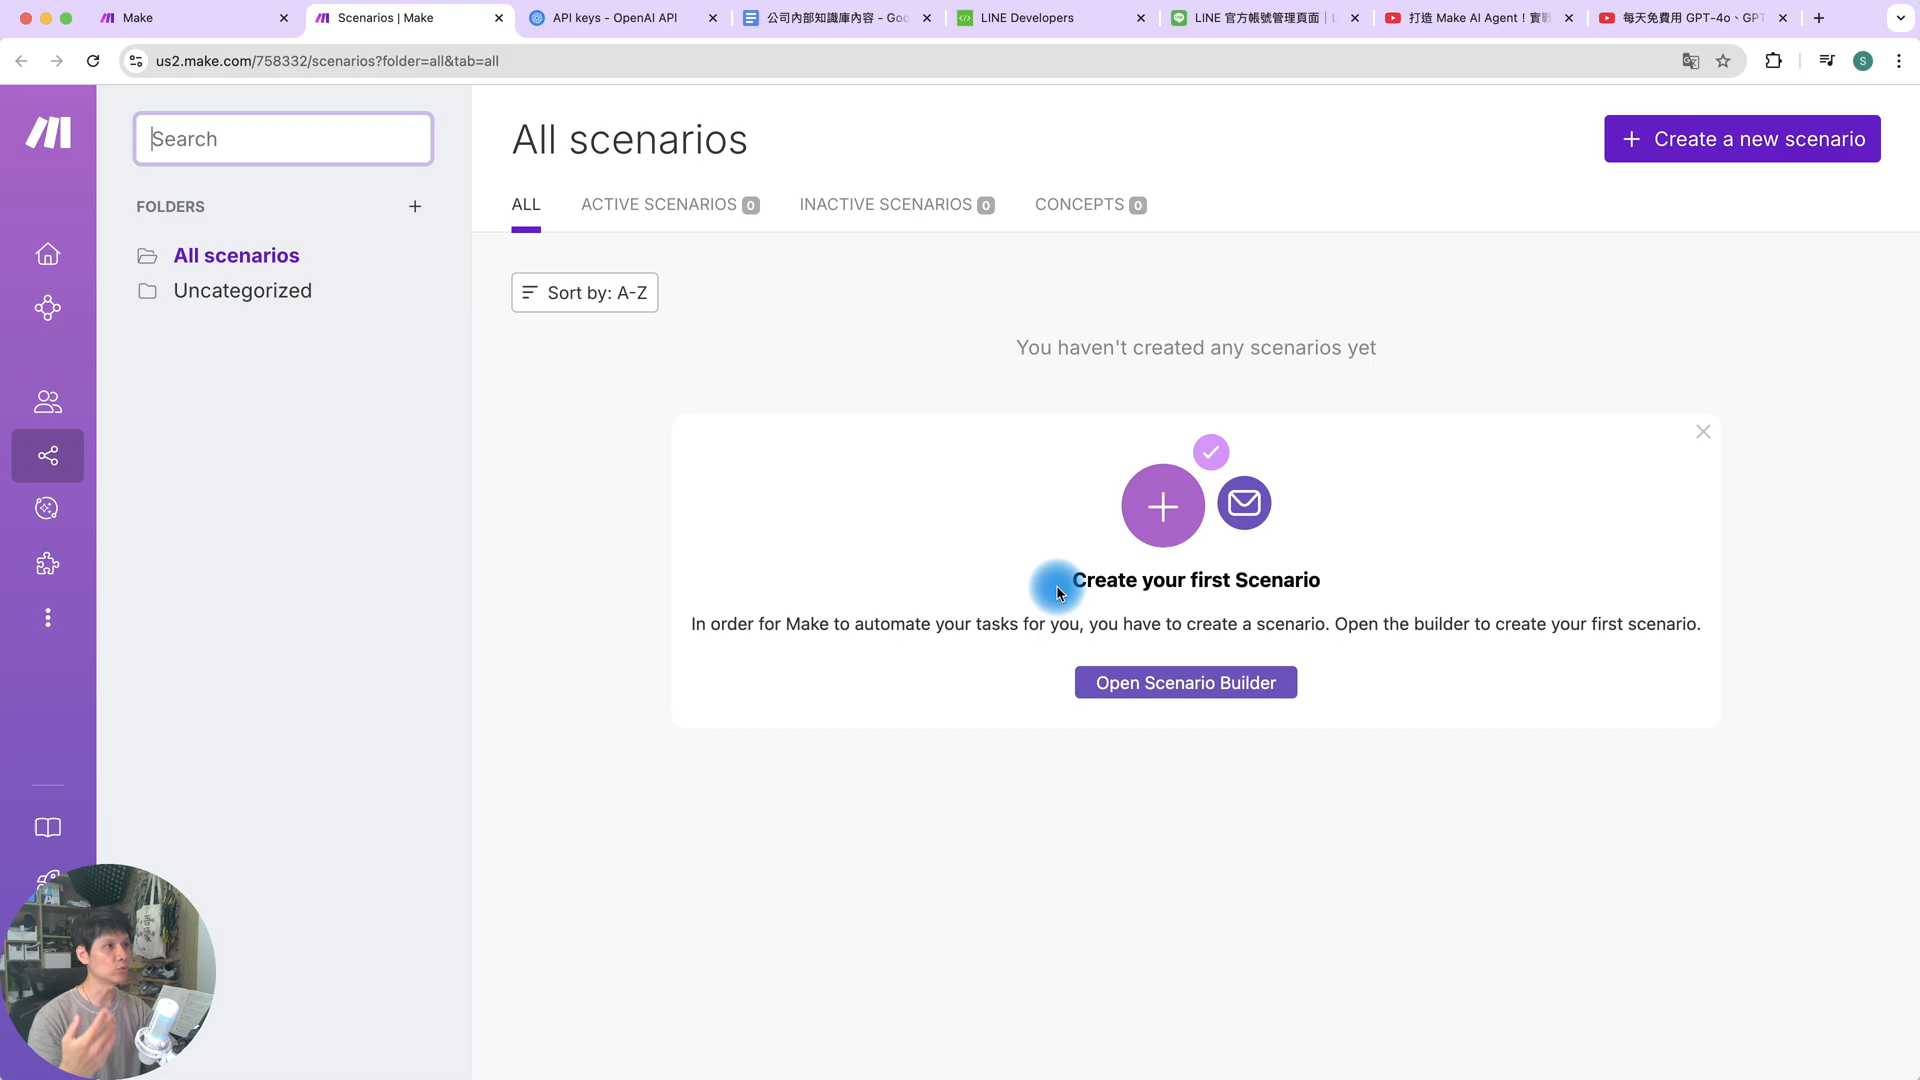 Make
Scenarios | Make
API keys - OpenAI API
公司內部知識庫內容 - Goo
LINE Developers
LINE 官方帳號管理頁面 | L
打造 Make AI Agent！實戰
每天免費用 GPT-4o、GPT
us2.make.com/758332/scenarios?folder=all&tab=all
S
Search
FOLDERS
All scenarios
Uncategorized
All scenarios
Create a new scenario
ALL
ACTIVE SCENARIOS 0
INACTIVE SCENARIOS 0
CONCEPTS 0
Sort by: A-Z
You haven't created any scenarios yet
Create your first Scenario
In order for Make to automate your tasks for you, you have to create a scenario. Open the builder to create your first scenario.
Open Scenario Builder